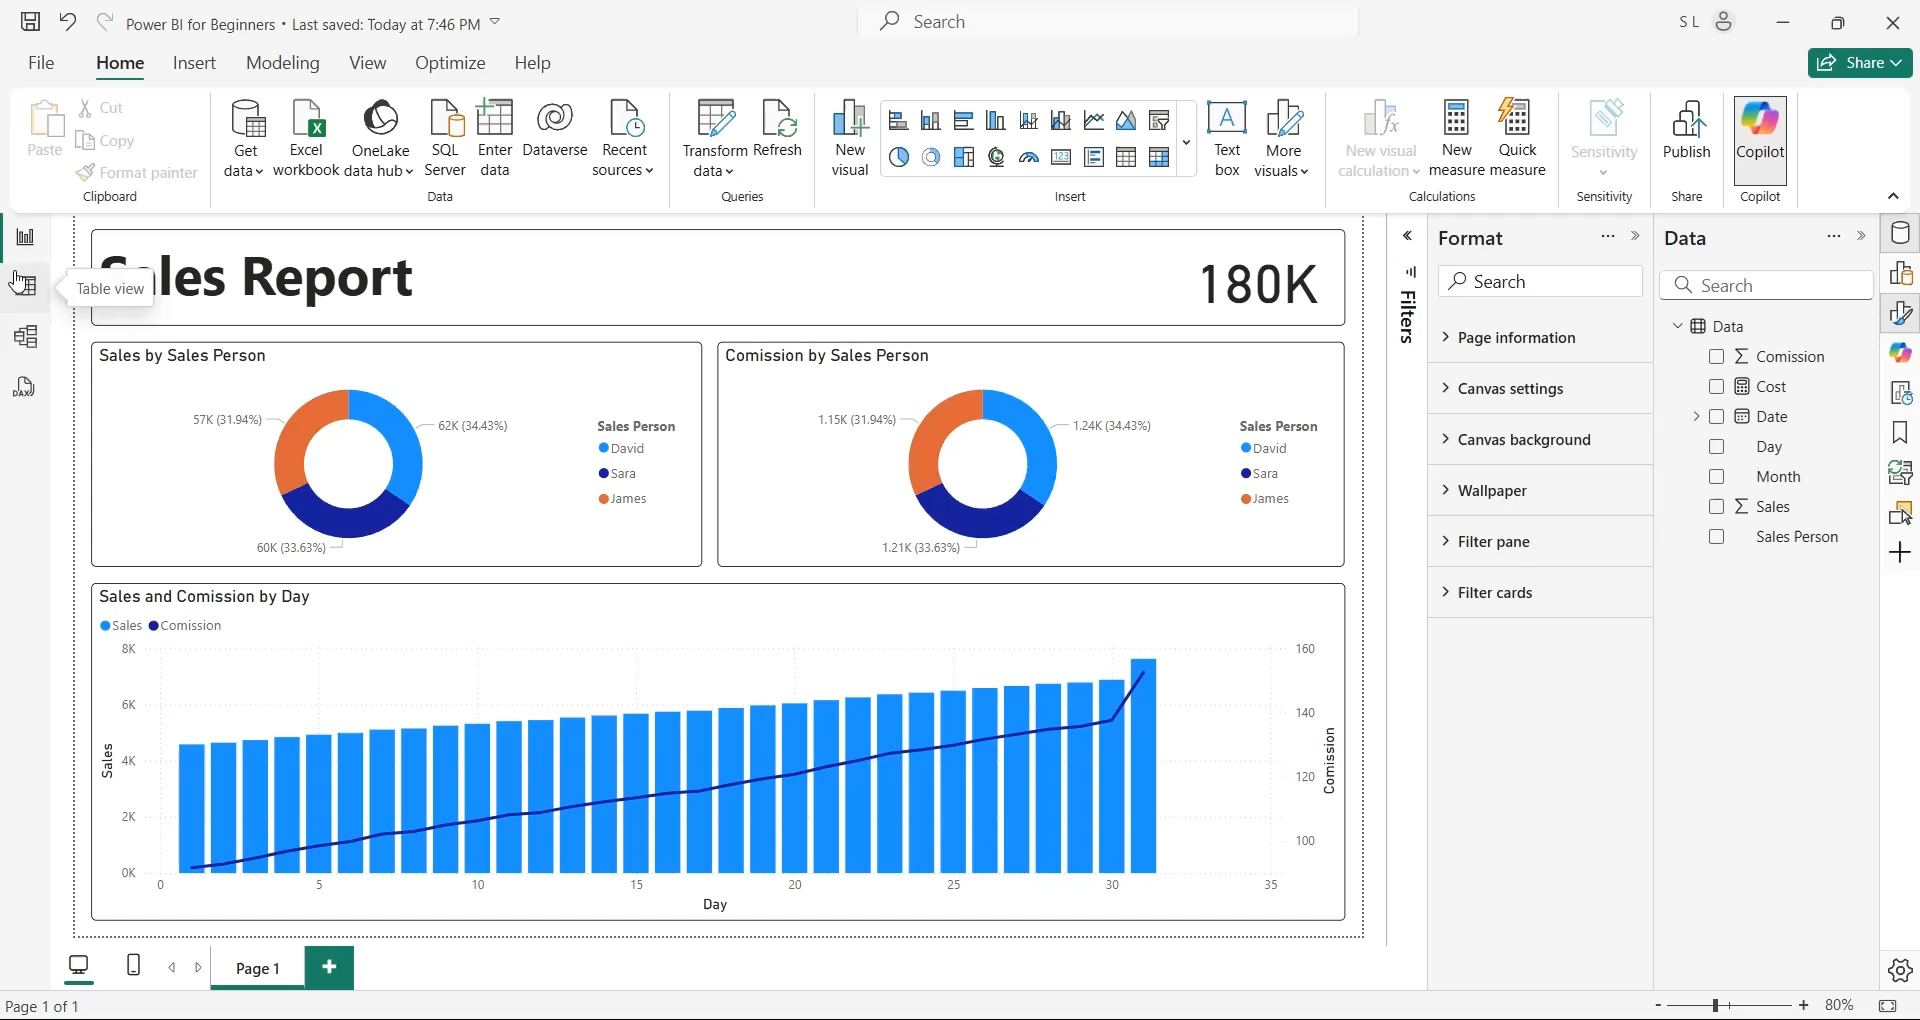 Power BI for Beginners • Last saved: Today at 7:46 PM
Search
S L
File Home Insert Modeling View Optimize Help
Share
Paste
Cut
Copy
Format painter
Clipboard
Get data
Excel workbook
OneLake data hub
SQL Server
Enter data
Dataverse
Recent sources
Data
Transform data
Refresh
Queries
New visual
Text box
More visuals
Insert
New visual calculation
New measure
Quick measure
Calculations
Sensitivity
Sensitivity
Publish
Share
Copilot
Copilot
DAX
Table view
Sales Report
180K
Sales by Sales Person
57K (31.94%)
62K (34.43%)
60K (33.63%)
Sales Person
David
Sara
James
Comission by Sales Person
1.15K (31.94%)
1.24K (34.43%)
1.21K (33.63%)
Sales Person
David
Sara
James
Sales and Comission by Day
Sales Comission
8K
6K
4K
2K
0K
Sales
160
140
120
100
Comission
0 5 10 15 20 25 30 35
Day
Filters
Format
Search
Page information
Canvas settings
Canvas background
Wallpaper
Filter pane
Filter cards
Data
Search
Data
Comission
Cost
Date
Day
Month
Sales
Sales Person
Page 1
Page 1 of 1
- + 80%